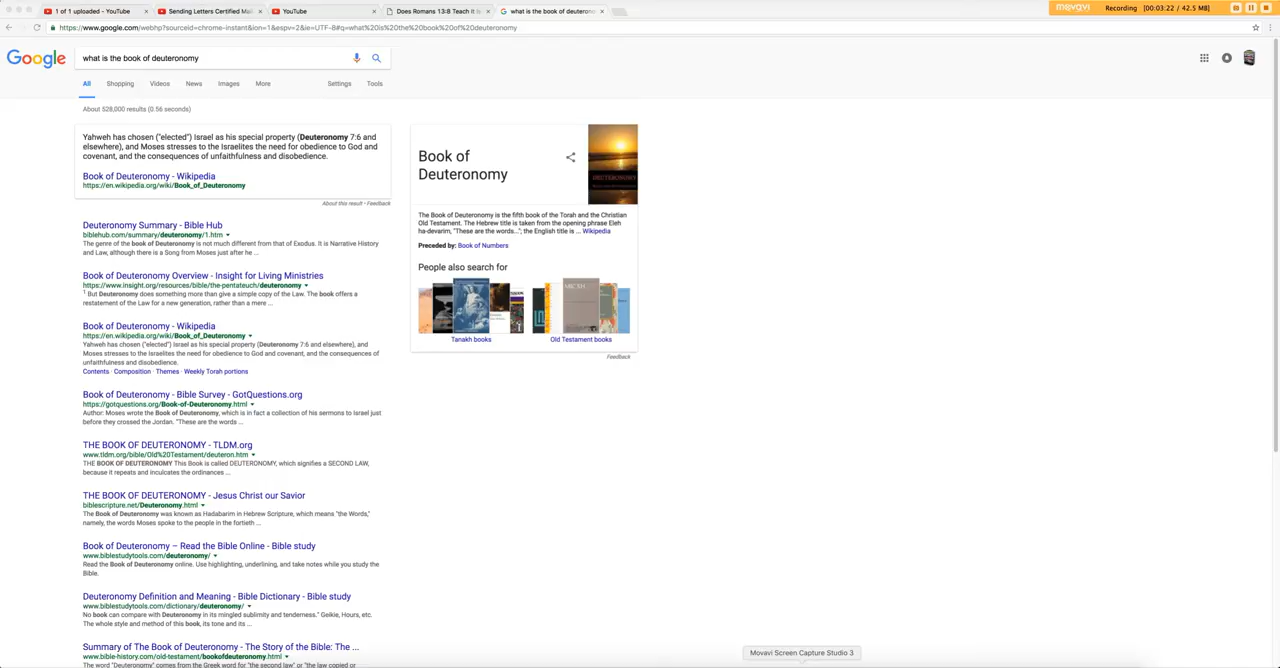 1 of 1 uploaded - YouTube
Sending Letters Certified Mai
YouTube
Does Romans 13:8 Teach It Is
what is the book of deuteron
movavi Recording [00:03:22 / 42.5 MB]
https://www.google.com/webhp?sourceid=chrome-instant&ion=1&espv=2&ie=UTF-8#q=what%20is%20the%20book%20of%20deuteronomy
Google
what is the book of deuteronomy
All Shopping Videos News Images More Settings Tools
About 528,000 results (0.56 seconds)
Yahweh has chosen ("elected") Israel as his special property (Deuteronomy 7:6 and
elsewhere), and Moses stresses to the Israelites the need for obedience to God and
covenant, and the consequences of unfaithfulness and disobedience.
Book of Deuteronomy - Wikipedia
https://en.wikipedia.org/wiki/Book_of_Deuteronomy
About this result • Feedback
Deuteronomy Summary - Bible Hub
biblehub.com/summary/deuteronomy/1.htm
The genre of the book of Deuteronomy is not much different from that of Exodus. It is Narrative History
and Law, although there is a Song from Moses just after he ...
Book of Deuteronomy Overview - Insight for Living Ministries
https://www.insight.org/resources/bible/the-pentateuch/deuteronomy
1 But Deuteronomy does something more than give a simple copy of the Law. The book offers a
restatement of the Law for a new generation, rather than a mere ...
Book of Deuteronomy - Wikipedia
https://en.wikipedia.org/wiki/Book_of_Deuteronomy
Yahweh has chosen ("elected") Israel as his special property (Deuteronomy 7:6 and elsewhere), and
Moses stresses to the Israelites the need for obedience to God and covenant, and the consequences of
unfaithfulness and disobedience.
Contents · Composition · Themes · Weekly Torah portions
Book of Deuteronomy - Bible Survey - GotQuestions.org
https://gotquestions.org/Book-of-Deuteronomy.html
Author: Moses wrote the Book of Deuteronomy, which is in fact a collection of his sermons to Israel just
before they crossed the Jordan. "These are the words ...
THE BOOK OF DEUTERONOMY - TLDM.org
www.tldm.org/bible/Old%20Testament/deuteron.htm
THE BOOK OF DEUTERONOMY This Book is called DEUTERONOMY, which signifies a SECOND LAW,
because it repeats and inculcates the ordinances ...
THE BOOK OF DEUTERONOMY - Jesus Christ our Savior
biblescripture.net/Deuteronomy.html
The Book of Deuteronomy was known as Hadabarim in Hebrew Scripture, which means "the Words,"
namely, the words Moses spoke to the people in the fortieth ...
Book of Deuteronomy – Read the Bible Online - Bible study
www.biblestudytools.com/deuteronomy/
Read the Book of Deuteronomy online. Use highlighting, underlining, and take notes while you study the
Bible.
Deuteronomy Definition and Meaning - Bible Dictionary - Bible study
www.biblestudytools.com/dictionary/deuteronomy/
No book can compare with Deuteronomy in its mingled sublimity and tenderness." Geikie, Hours, etc.
The whole style and method of this book, its tone and its ...
Summary of The Book of Deuteronomy - The Story of the Bible: The ...
www.bible-history.com/old-testament/bookofdeuteronomy.html
The word "Deuteronomy" comes from the Greek word for "the second law" or "the law copied or
Book of
Deuteronomy
DEUTERONOMY
The Book of Deuteronomy is the fifth book of the Torah and the Christian
Old Testament. The Hebrew title is taken from the opening phrase Eleh
ha-devarim, "These are the words..."; the English title is ... Wikipedia
Preceded by: Book of Numbers
People also search for
MICAH
Tanakh books
Old Testament books
Feedback
Movavi Screen Capture Studio 3